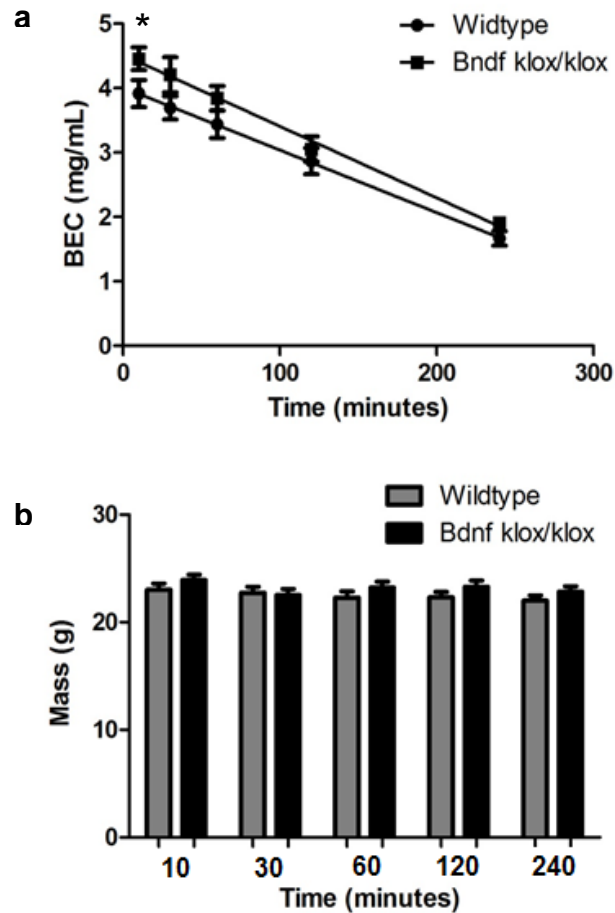 a
*
Widtype
Bndf klox/klox
BEC (mg/mL)
5
4
3
2
1
0
0 100 200 300
Time (minutes)
b
Wildtype
Bdnf klox/klox
Mass (g)
30
20
10
0
10 30 60 120 240
Time (minutes)